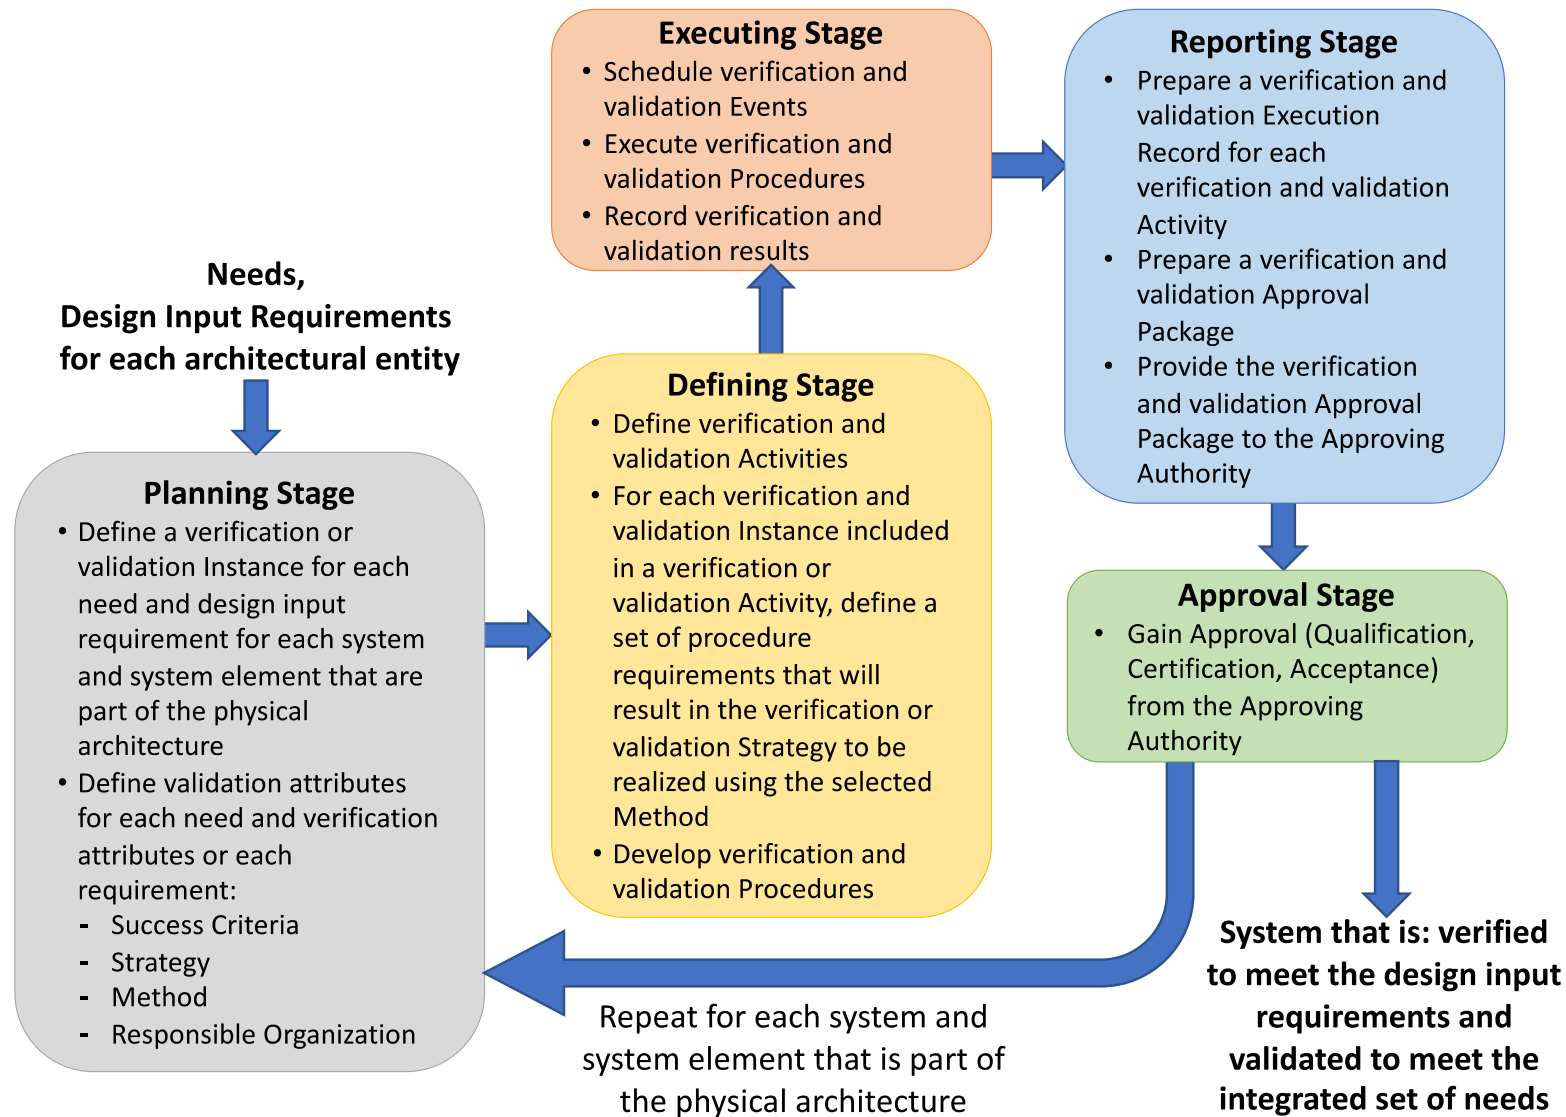 Needs,
Design Input Requirements
for each architectural entity
Planning Stage
• Define a verification or
validation Instance for each
need and design input
requirement for each system
and system element that are
part of the physical
architecture
• Define validation attributes
for each need and verification
attributes or each
requirement:
- Success Criteria
- Strategy
- Method
- Responsible Organization
Defining Stage
• Define verification and
validation Activities
• For each verification and
validation Instance included
in a verification or
validation Activity, define a
set of procedure
requirements that will
result in the verification or
validation Strategy to be
realized using the selected
Method
• Develop verification and
validation Procedures
Executing Stage
• Schedule verification and
validation Events
• Execute verification and
validation Procedures
• Record verification and
validation results
Reporting Stage
• Prepare a verification and
validation Execution
Record for each
verification and validation
Activity
• Prepare a verification and
validation Approval
Package
• Provide the verification
and validation Approval
Package to the Approving
Authority
Approval Stage
• Gain Approval (Qualification,
Certification, Acceptance)
from the Approving
Authority
Repeat for each system and
system element that is part of
the physical architecture
System that is: verified
to meet the design input
requirements and
validated to meet the
integrated set of needs